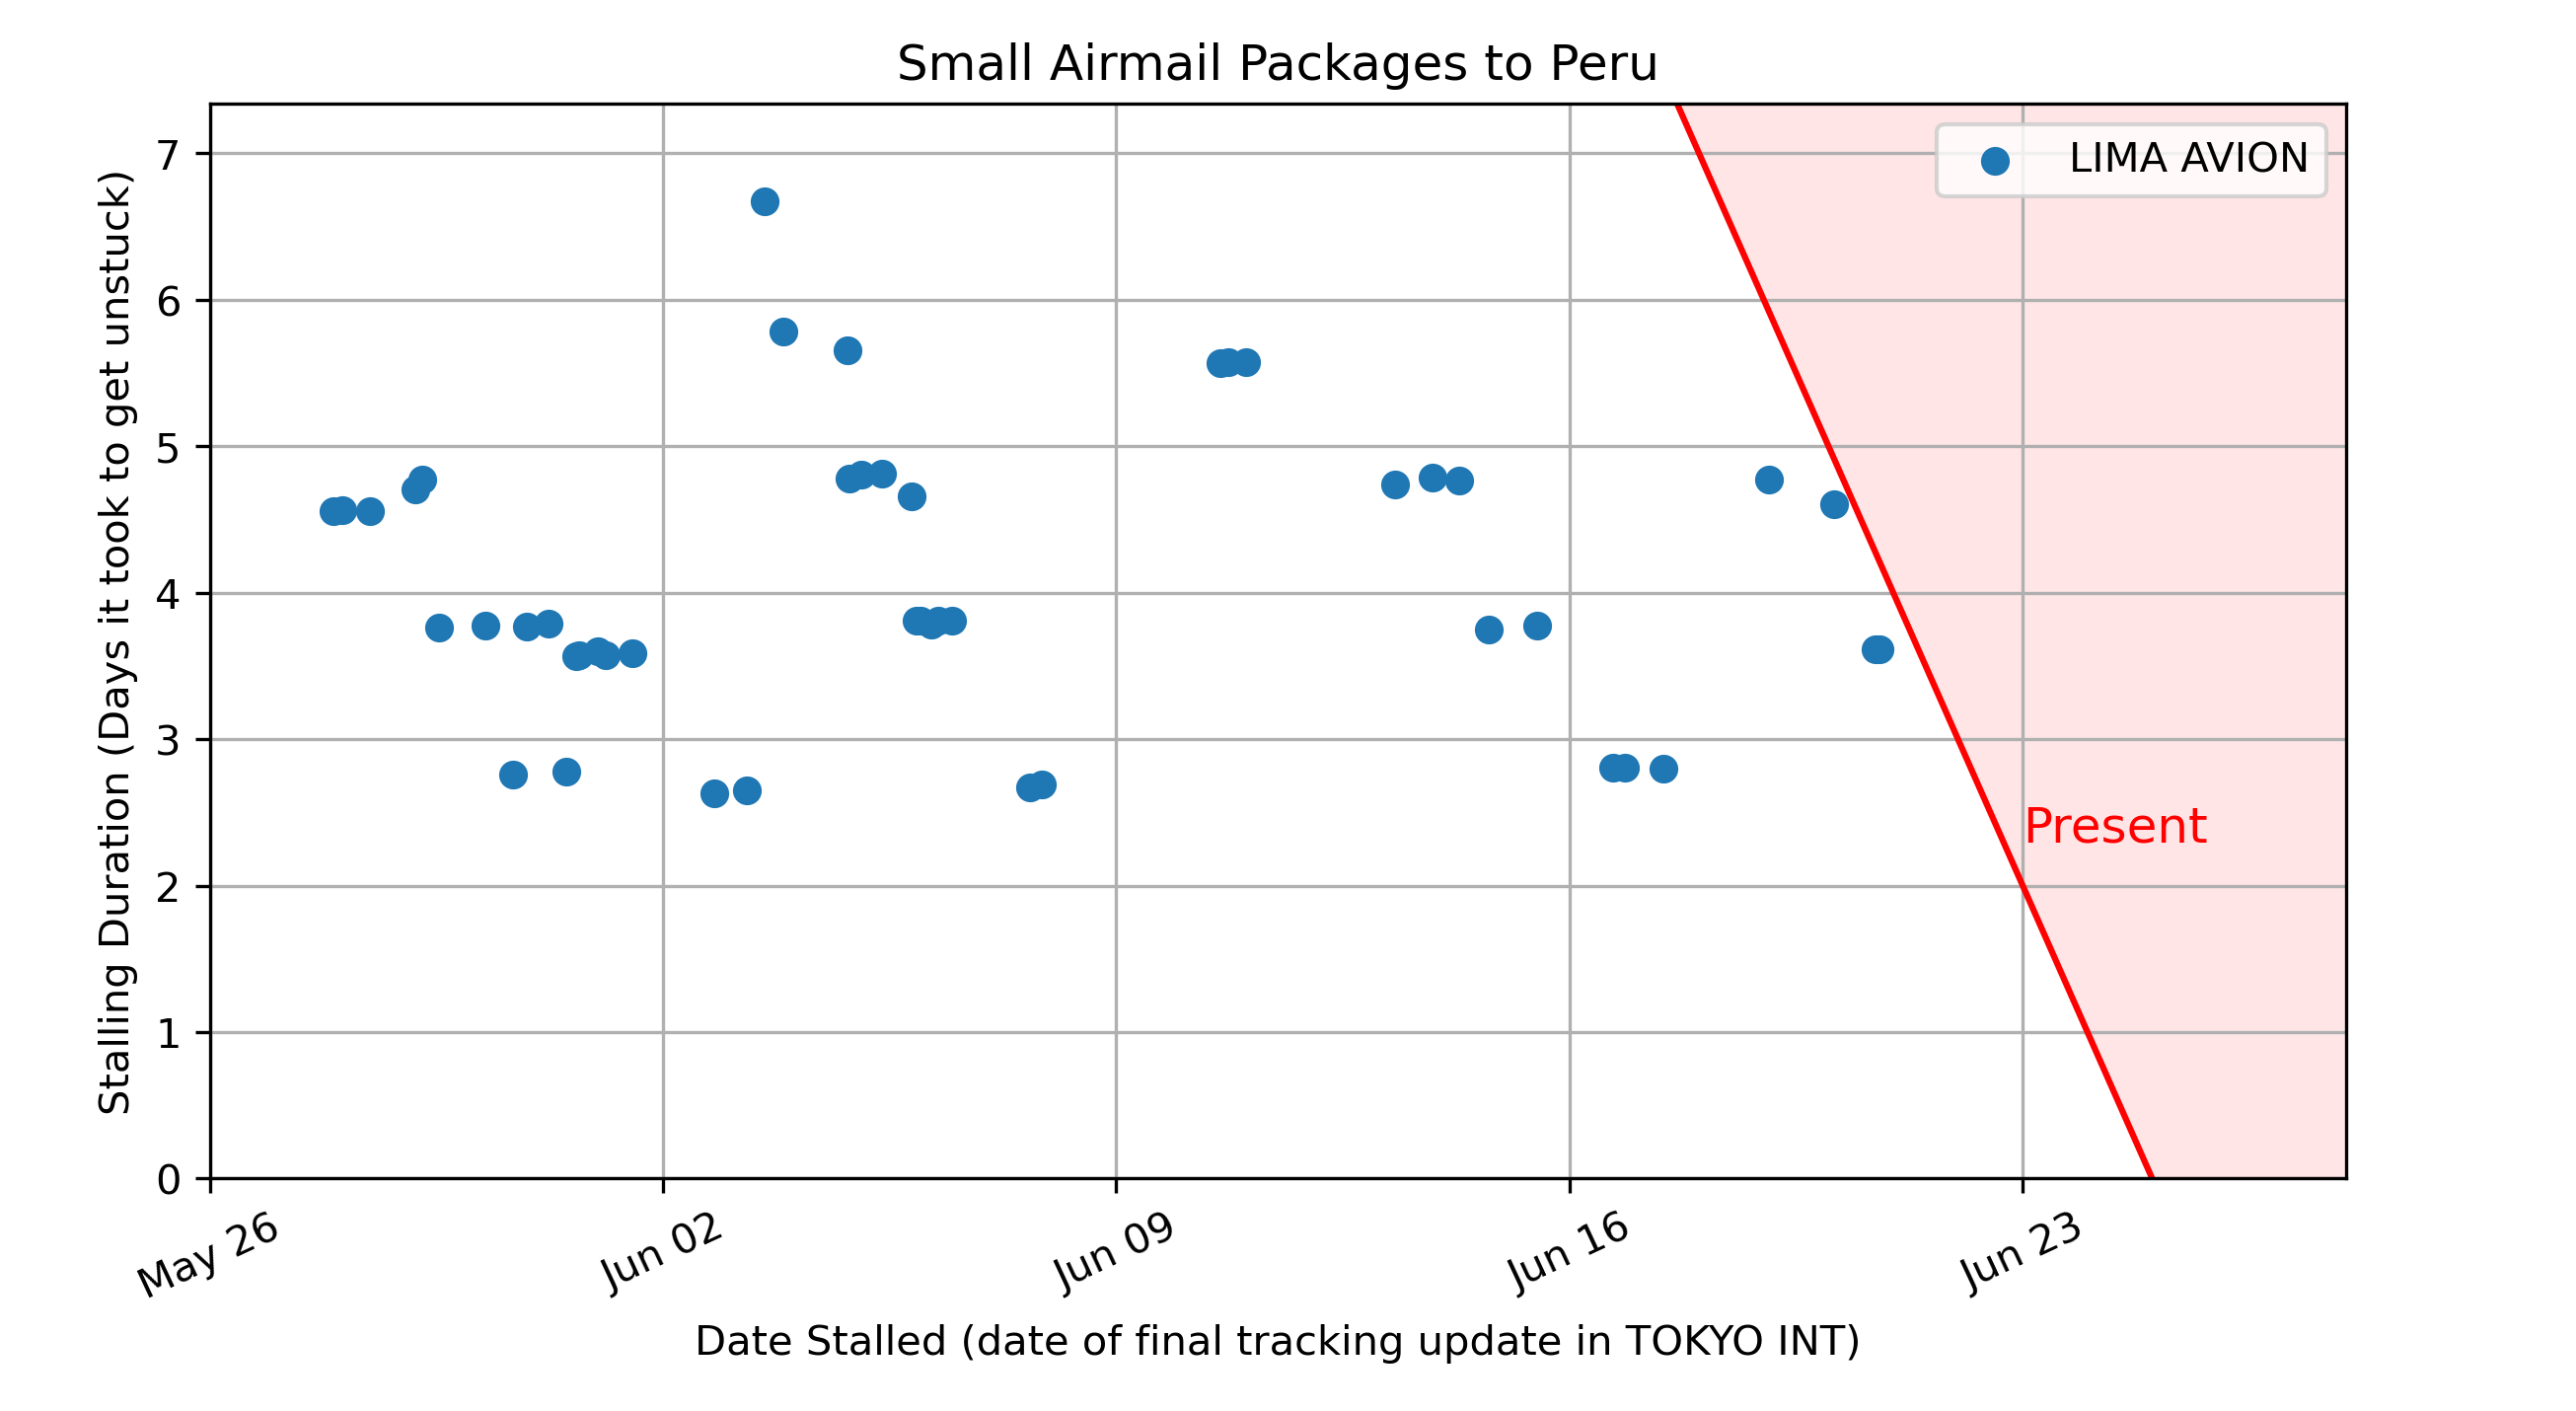 Small Airmail Packages to Peru
LIMA AVION
Stalling Duration (Days it took to get unstuck)
7
6
5
4
3
2
1
0
Present
May 26
Jun 02
Jun 09
Jun 16
Jun 23
Date Stalled (date of final tracking update in TOKYO INT)